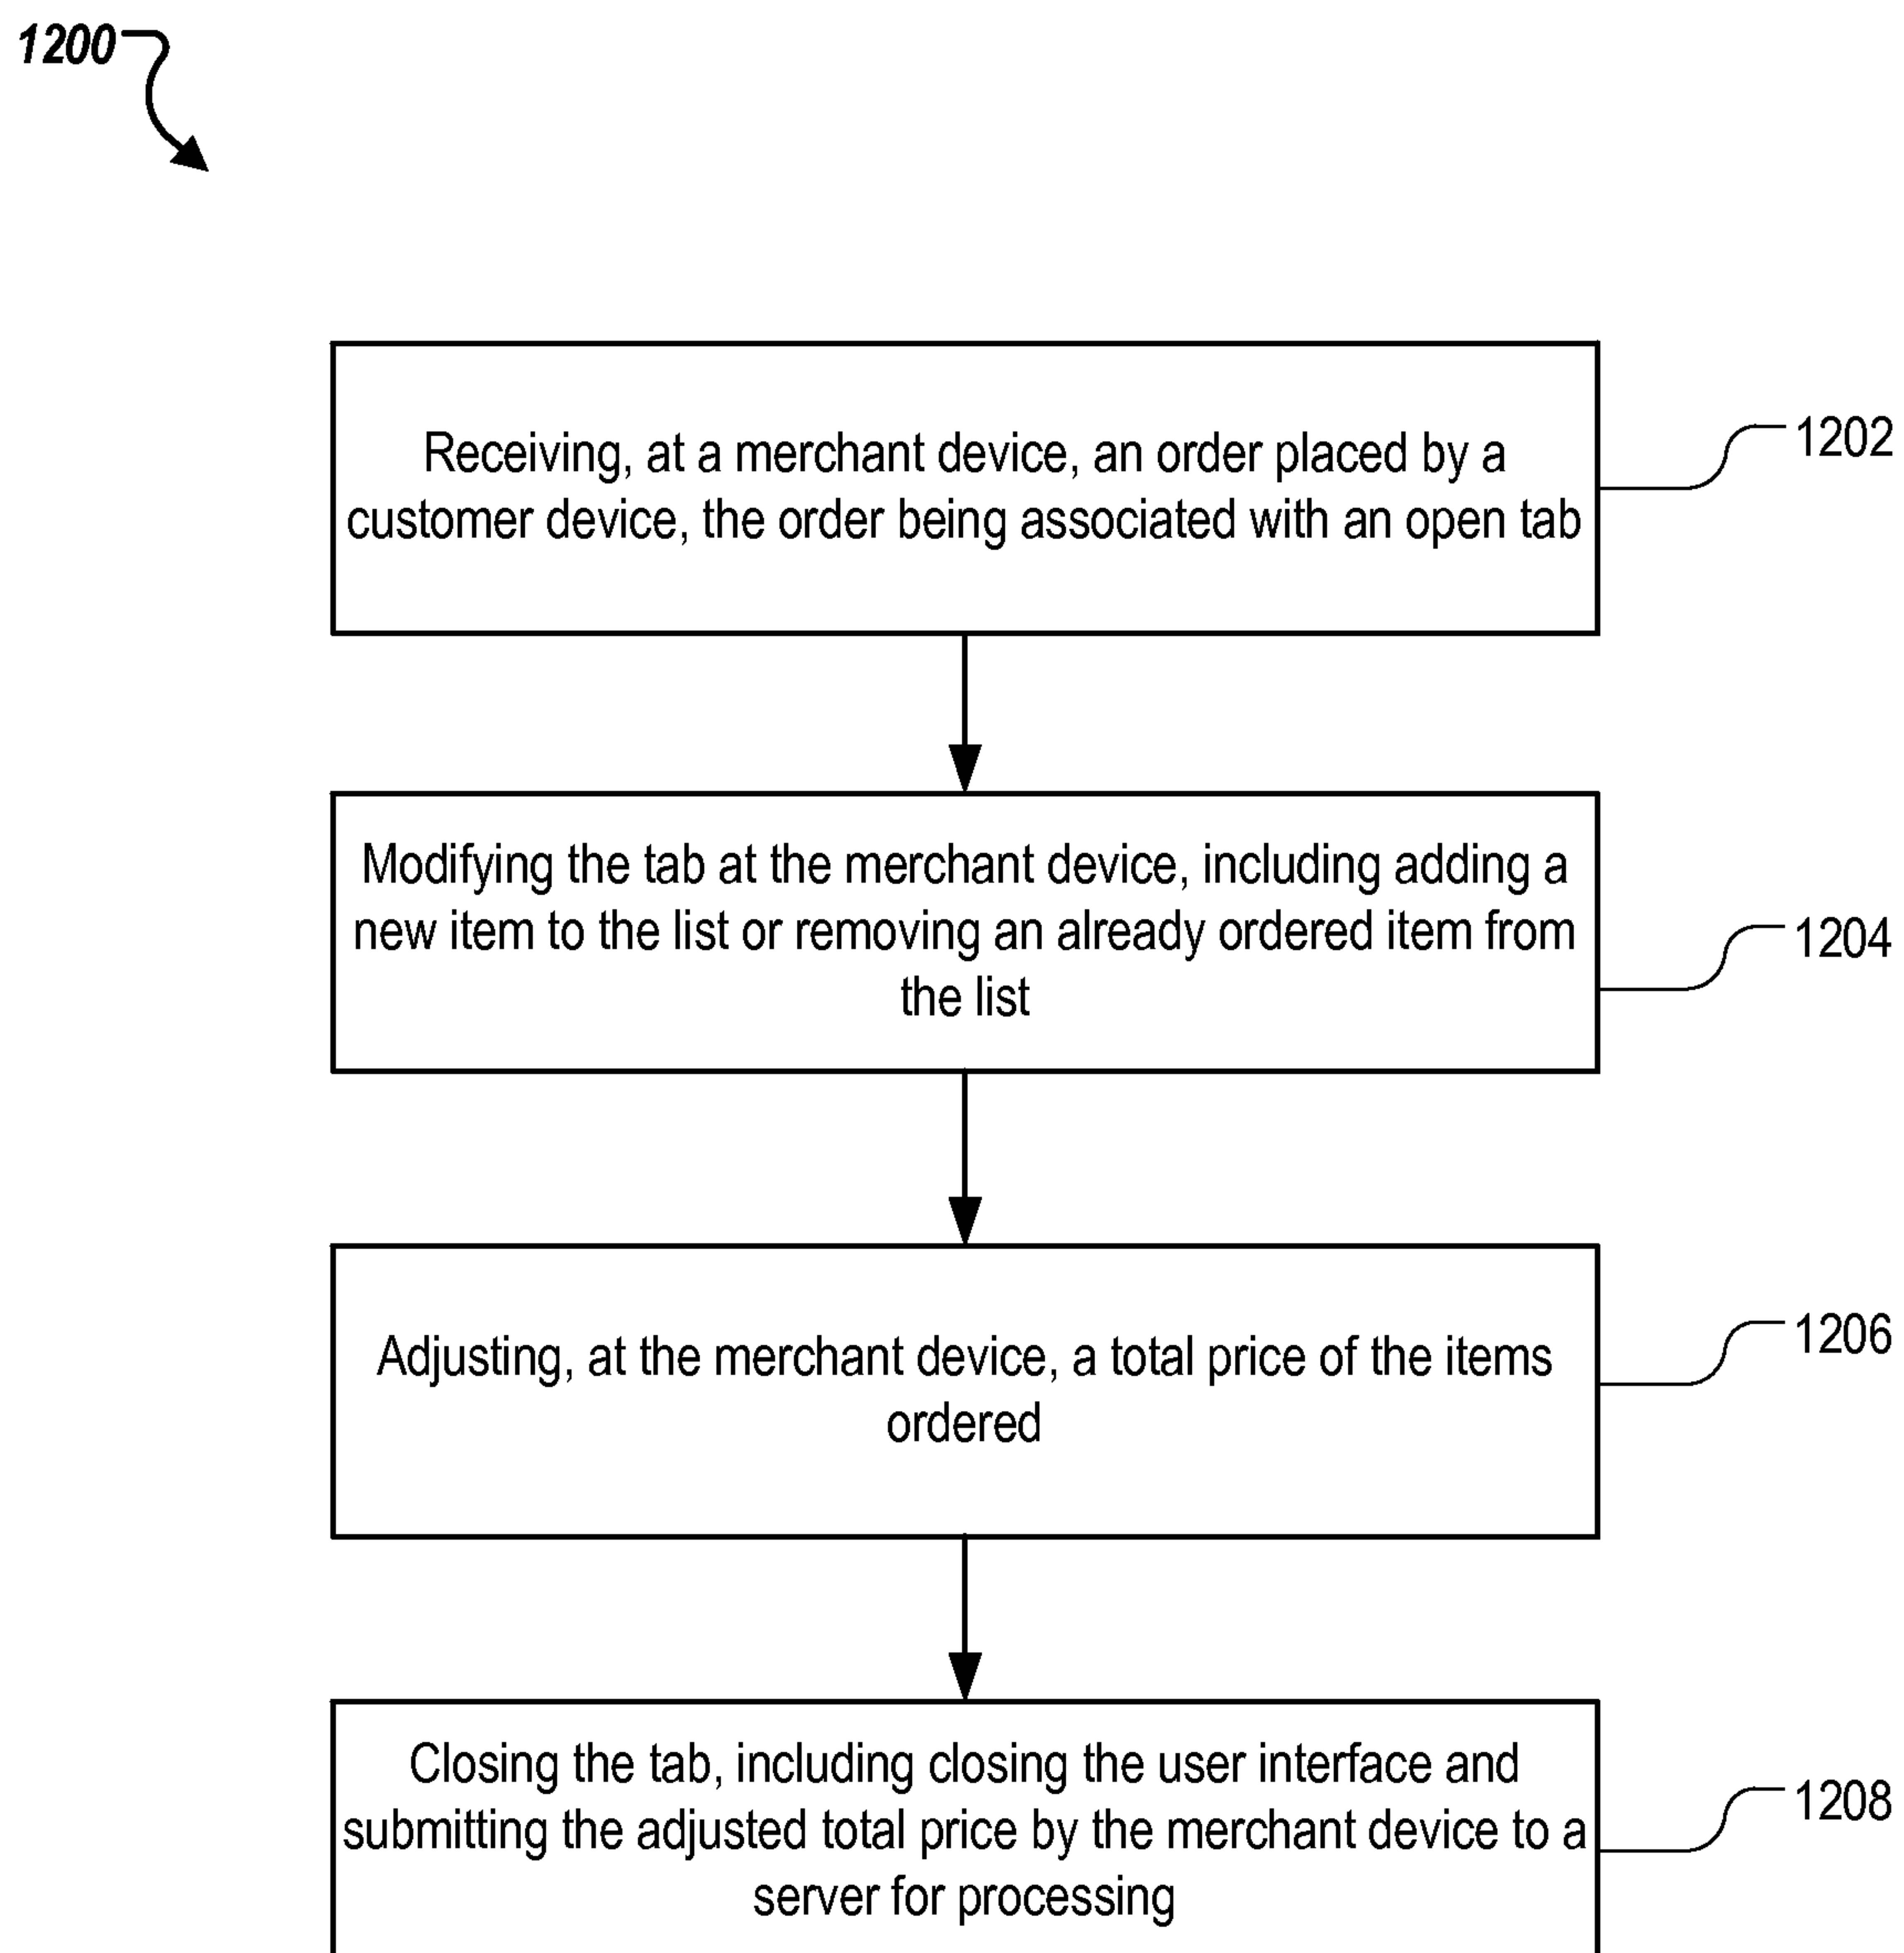 1200
Receiving, at a merchant device, an order placed by a
customer device, the order being associated with an open tab
1202
Modifying the tab at the merchant device, including adding a
new item to the list or removing an already ordered item from
the list
1204
Adjusting, at the merchant device, a total price of the items
ordered
1206
Closing the tab, including closing the user interface and
submitting the adjusted total price by the merchant device to a
server for processing
1208